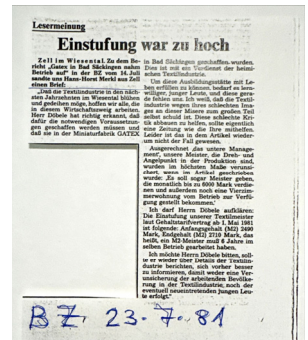 Lesermeinung
Einstufung war zu hoch
Zell im Wiesental. Zu dem Be-
richt „Gatex in Bad Säckingen nahm
Betrieb auf" in der BZ vom 14. Juli
sandte uns Hans-Horst Merkl aus Zell
einen Brief:
„Daß die Textilindustrie in den näch-
sten Jahrzehnten im Wiesental blühen
und gedeihen möge, hoffen wir alle, die
in diesem Wirtschaftszweig arbeiten.
Herr Döbele hat richtig erkannt, daß
dafür die notwendigen Voraussetzun-
gen geschaffen werden müssen und
daß sie in der Miniaturfabrik GATEX
in Bad Säckingen geschaffen wurden.
Dies ist mit ein Verdienst der heimi-
schen Textilindustrie.
Um diese Ausbildungsstätte mit Le-
ben erfüllen zu können, bedarf es lern-
williger, junger Leute, und diese gera-
de fehlen uns. Ich weiß, daß die Textil-
industrie wegen ihres schlechten Ima-
ges an dieser Misere zum großen Teil
selbst schuld ist. Diese schlechte Kri-
tik abbauen zu helfen, sollte eigentlich
eine Zeitung wie die Ihre mithelfen.
Leider ist das in dem Artikel wieder-
um nicht der Fall gewesen.
Ausgerechnet ‚das untere Manage-
ment', unsere Meister, die Dreh- und
Angelpunkt in der Produktion sind,
wurden im höchsten Maße verunsi-
chert, wenn im Artikel geschrieben
wurde: ‚Es soll sogar Meister geben,
die monatlich bis zu 6000 Mark verdie-
nen und außerdem noch eine Vierzim-
merwohnung vom Betrieb zur Verfü-
gung gestellt bekommen.'
Ich darf Herrn Döbele aufklären:
Die Einstufung unserer Textilmeister
laut Gehaltstarifvertrag ab 1. Mai 1981
ist folgende: Anfangsgehalt (M2) 2490
Mark, Endgehalt (M2) 2710 Mark, das
heißt, ein M2-Meister muß 6 Jahre im
selben Betrieb gearbeitet haben.
Ich möchte Herrn Döbele bitten, soll-
te er wieder über Details der Textilin-
dustrie berichten, sich vorher besser
zu informieren, damit weder eine Ver-
unsicherung der arbeitenden Bevölke-
rung in der Textilindustrie, noch der
eventuell neueintretenden jungen Leu-
te erfolgt."
BZ. 23.7.81